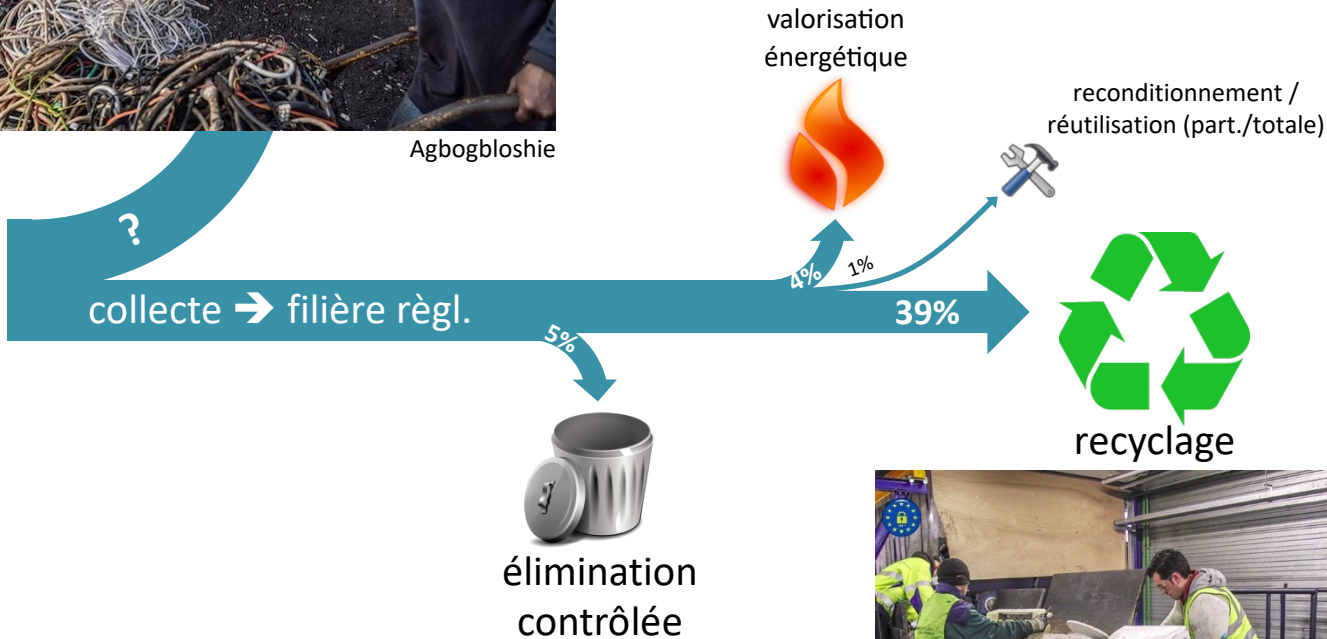 valorisation
énergétique
reconditionnement /
réutilisation (part./totale)
Agbogbloshie
?
4%
1%
collecte ➔ filière règl.
39%
5%
recyclage
élimination
contrôlée